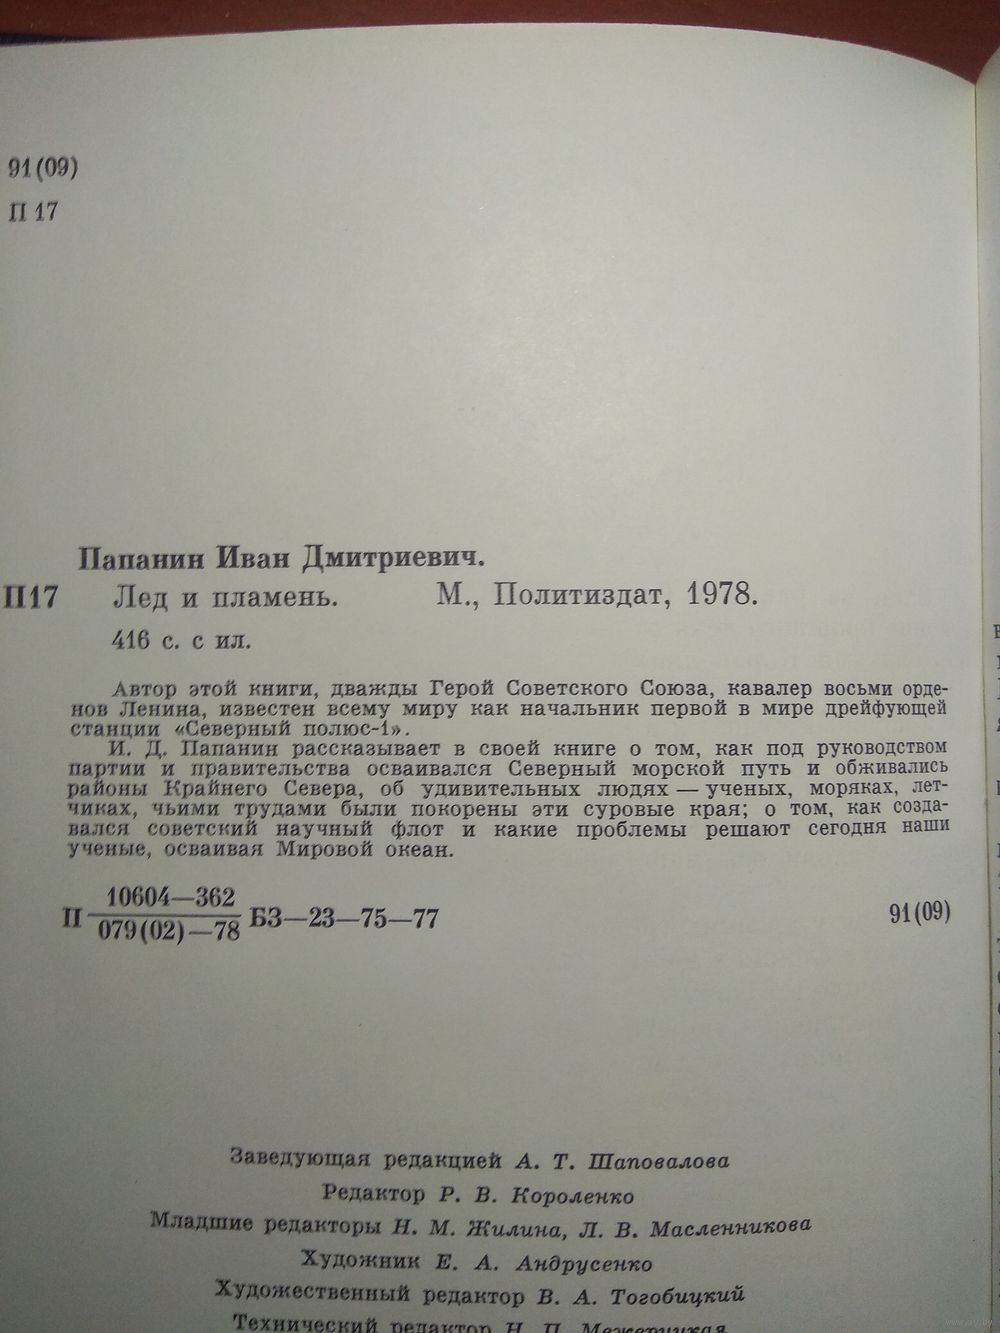 91(09)
П 17
Папанин Иван Дмитриевич.
П17 Лед и пламень. М., Политиздат, 1978.
416 с. с ил.
Автор этой книги, дважды Герой Советского Союза, кавалер восьми орде-
нов Ленина, известен всему миру как начальник первой в мире дрейфующей
станции «Северный полюс-1».
И. Д. Папанин рассказывает в своей книге о том, как под руководством
партии и правительства осваивался Северный морской путь и обживались
районы Крайнего Севера, об удивительных людях — ученых, моряках, лет-
чиках, чьими трудами были покорены эти суровые края; о том, как созда-
вался советский научный флот и какие проблемы решают сегодня наши
ученые, осваивая Мировой океан.
10604—362
П БЗ—23—75—77 91(09)
079(02)—78
Заведующая редакцией А. Т. Шаповалова
Редактор Р. В. Короленко
Младшие редакторы Н. М. Жилина, Л. В. Масленникова
Художник Е. А. Андрусенко
Художественный редактор В. А. Тогобицкий
Технический редактор Н. П. Межерицкая